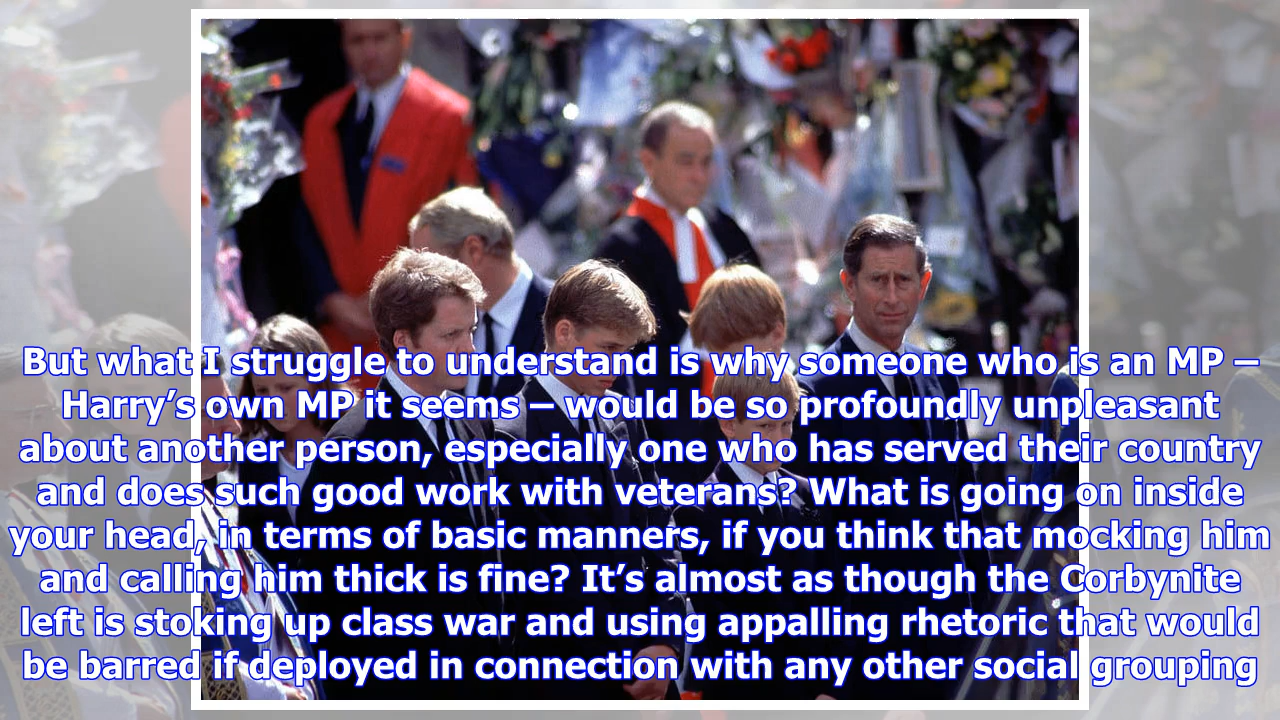 But what I struggle to understand is why someone who is an MP –
Harry’s own MP it seems – would be so profoundly unpleasant
about another person, especially one who has served their country
and does such good work with veterans? What is going on inside
your head, in terms of basic manners, if you think that mocking him
and calling him thick is fine? It’s almost as though the Corbynite
left is stoking up class war and using appalling rhetoric that would
be barred if deployed in connection with any other social grouping